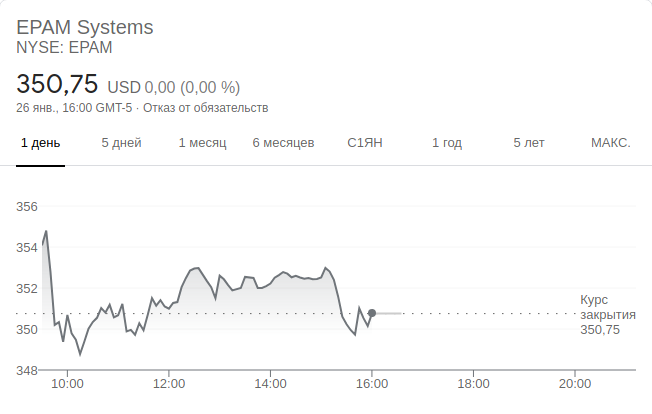 EPAM Systems
NYSE: EPAM
350,75 USD 0,00 (0,00 %)
26 янв., 16:00 GMT-5 · Отказ от обязательств
1 день 5 дней 1 месяц 6 месяцев С1ЯН 1 год 5 лет МАКС.
356
354
352
350
348
Курс
закрытия
350,75
10:00 12:00 14:00 16:00 18:00 20:00